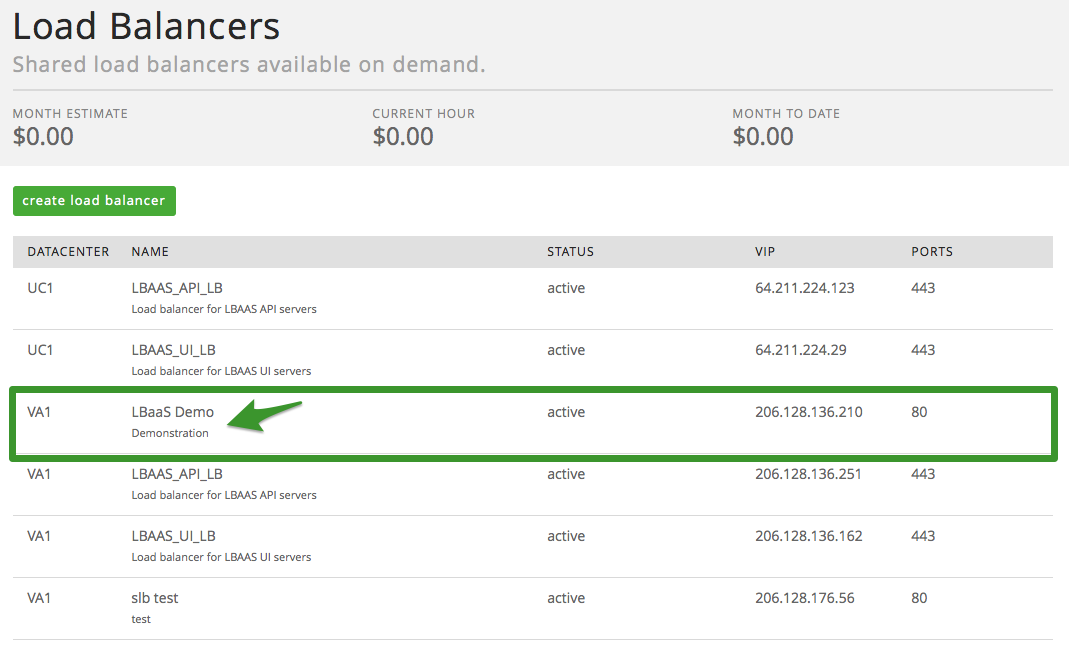 Load Balancers
Shared load balancers available on demand.
MONTH ESTIMATE CURRENT HOUR MONTH TO DATE
$0.00 $0.00 $0.00
create load balancer
DATACENTER NAME STATUS VIP PORTS
UC1 LBAAS_API_LB active 64.211.224.123 443
Load balancer for LBAAS API servers
UC1 LBAAS_UI_LB active 64.211.224.29 443
Load balancer for LBAAS UI servers
VA1 LBaaS Demo active 206.128.136.210 80
Demonstration
VA1 LBAAS_API_LB active 206.128.136.251 443
Load balancer for LBAAS API servers
VA1 LBAAS_UI_LB active 206.128.136.162 443
Load balancer for LBAAS UI servers
VA1 slb test active 206.128.176.56 80
test